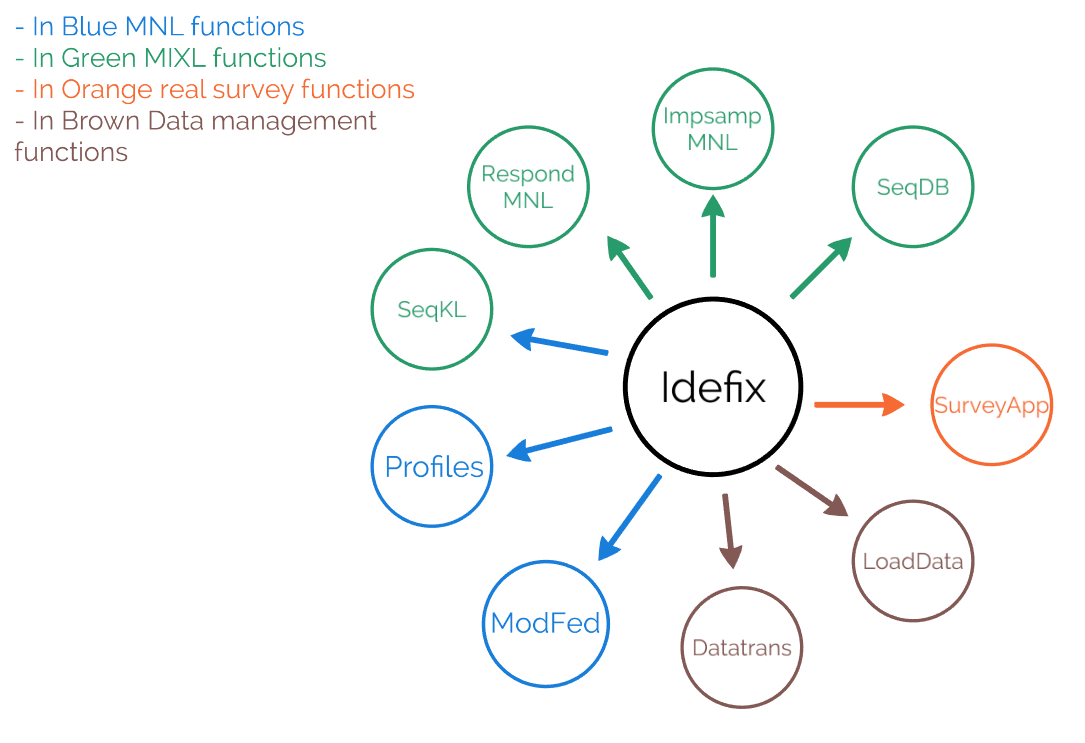 - In Blue MNL functions
- In Green MIXL functions
- In Orange real survey functions
- In Brown Data management
functions
Impsamp
MNL
Respond
MNL
SeqDB
SeqKL
Idefix
SurveyApp
Profiles
LoadData
ModFed
Datatrans